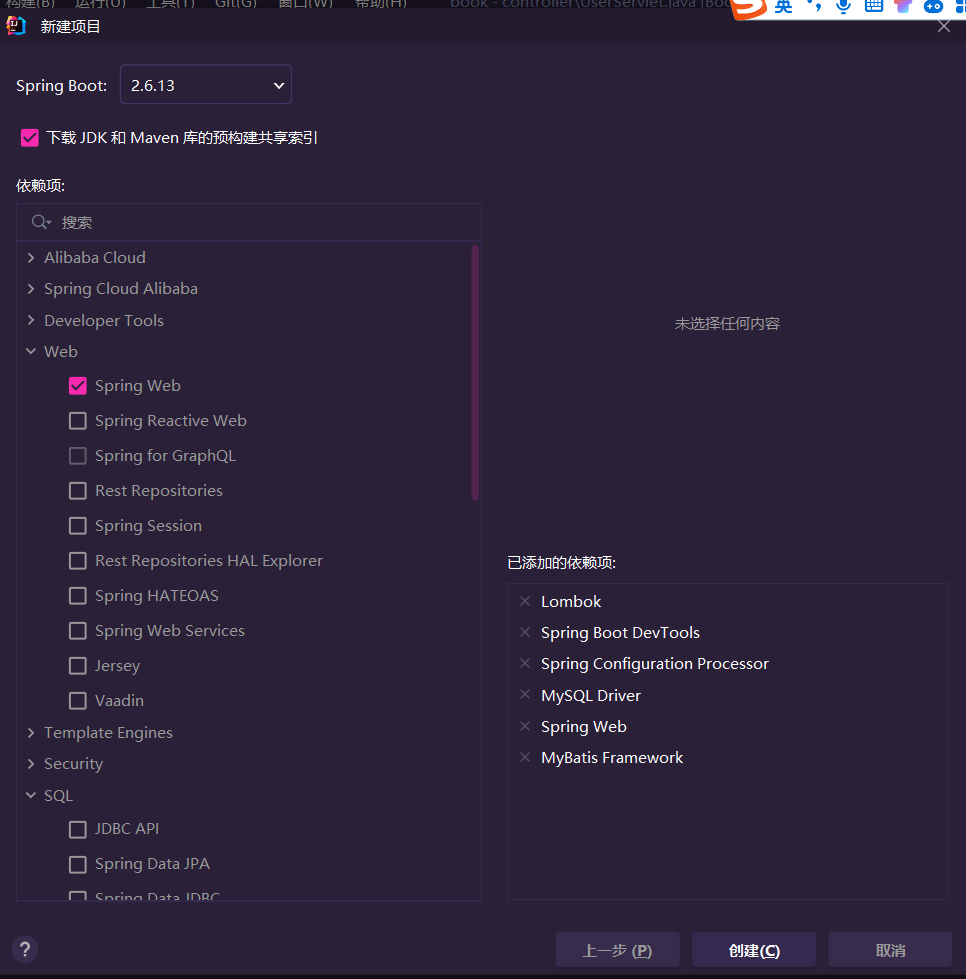 构建(B) 运行(U) 工具(T) Git(G) 窗口(W) 帮助(H) book - controller\UserServlet.java [Boo
英
新建项目
Spring Boot: 2.6.13
下载 JDK 和 Maven 库的预构建共享索引
依赖项:
搜索
Alibaba Cloud
Spring Cloud Alibaba
Developer Tools
Web
Spring Web
Spring Reactive Web
Spring for GraphQL
Rest Repositories
Spring Session
Rest Repositories HAL Explorer
Spring HATEOAS
Spring Web Services
Jersey
Vaadin
Template Engines
Security
SQL
JDBC API
Spring Data JPA
Spring Data JDBC
未选择任何内容
已添加的依赖项:
Lombok
Spring Boot DevTools
Spring Configuration Processor
MySQL Driver
Spring Web
MyBatis Framework
?
上一步 (P)
创建(C)
取消